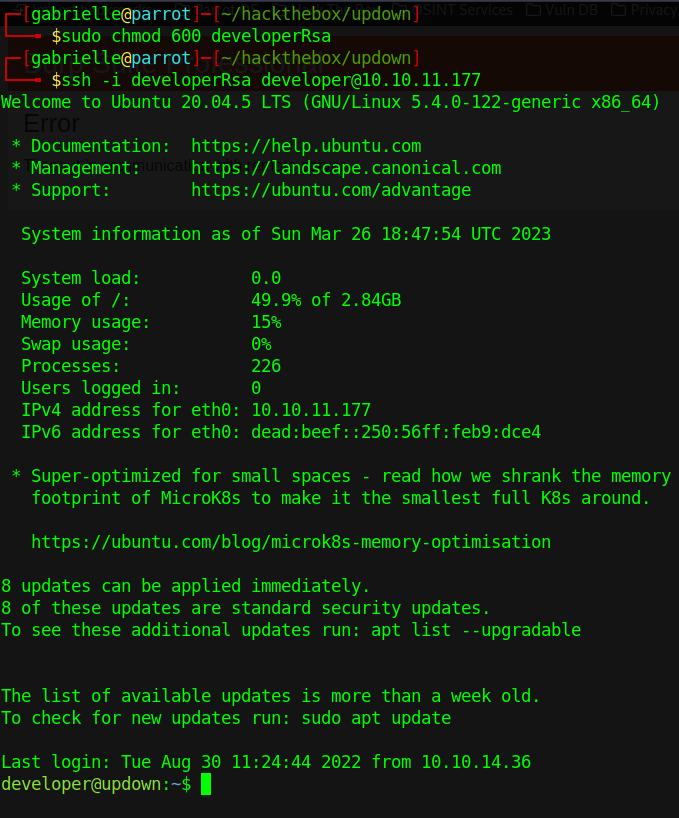 OSINT Services Vuln DB Privacy
┌─[gabrielle@parrot]─[~/hackthebox/updown]
└──╼ $sudo chmod 600 developerRsa
┌─[gabrielle@parrot]─[~/hackthebox/updown]
└──╼ $ssh -i developerRsa developer@10.10.11.177
Welcome to Ubuntu 20.04.5 LTS (GNU/Linux 5.4.0-122-generic x86_64)
Error
 * Documentation:  https://help.ubuntu.com
 * Management:     https://landscape.canonical.com
 * Support:        https://ubuntu.com/advantage
  System information as of Sun Mar 26 18:47:54 UTC 2023
  System load:           0.0
  Usage of /:            49.9% of 2.84GB
  Memory usage:          15%
  Swap usage:            0%
  Processes:             226
  Users logged in:       0
  IPv4 address for eth0: 10.10.11.177
  IPv6 address for eth0: dead:beef::250:56ff:feb9:dce4
 * Super-optimized for small spaces - read how we shrank the memory
   footprint of MicroK8s to make it the smallest full K8s around.
   https://ubuntu.com/blog/microk8s-memory-optimisation
8 updates can be applied immediately.
8 of these updates are standard security updates.
To see these additional updates run: apt list --upgradable
The list of available updates is more than a week old.
To check for new updates run: sudo apt update
Last login: Tue Aug 30 11:24:44 2022 from 10.10.14.36
developer@updown:~$